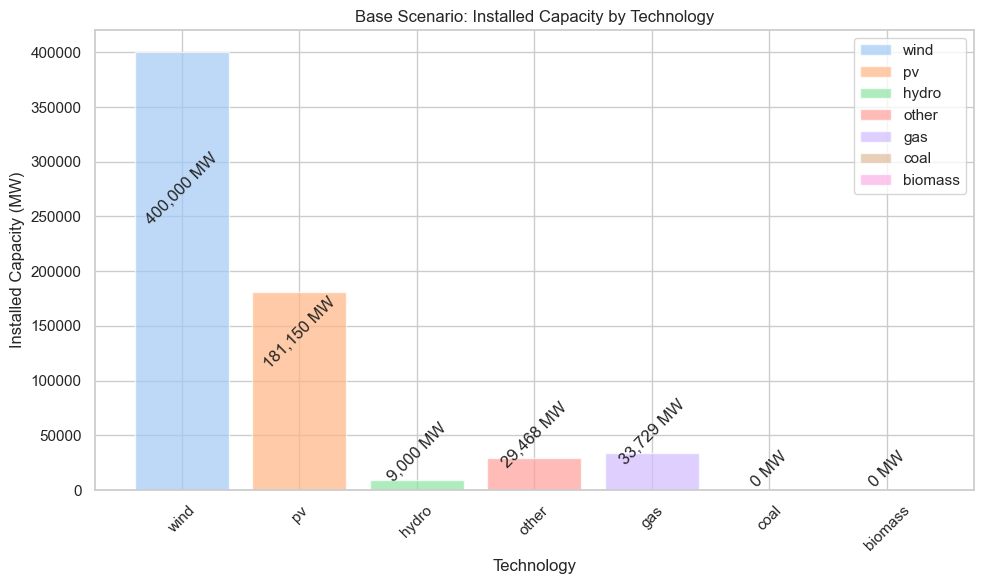 Base Scenario: Installed Capacity by Technology
Installed Capacity (MW)
400000
350000
300000
250000
200000
150000
100000
50000
0
400,000 MW
181,150 MW
9,000 MW
29,468 MW
33,729 MW
0 MW
0 MW
wind
pv
hydro
other
gas
coal
biomass
wind
pv
hydro
other
gas
coal
biomass
Technology